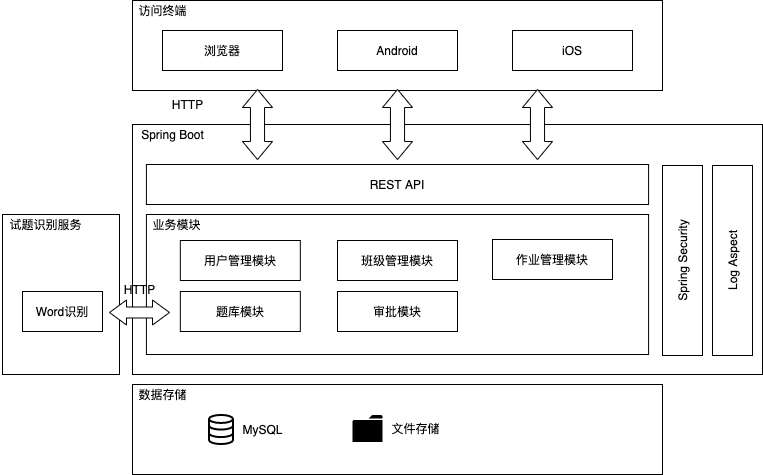 访问终端
浏览器
Android
iOS
HTTP
Spring Boot
REST API
试题识别服务
业务模块
用户管理模块
班级管理模块
作业管理模块
Spring Security
Log Aspect
HTTP
Word识别
题库模块
审批模块
数据存储
MySQL
文件存储